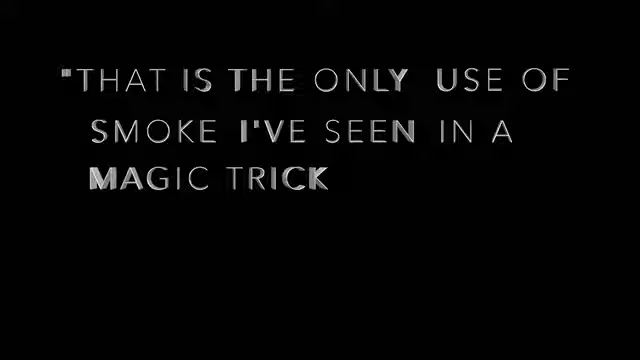 "THAT IS THE ONLY USE OF
SMOKE I'VE SEEN IN A
MAGIC TRICK